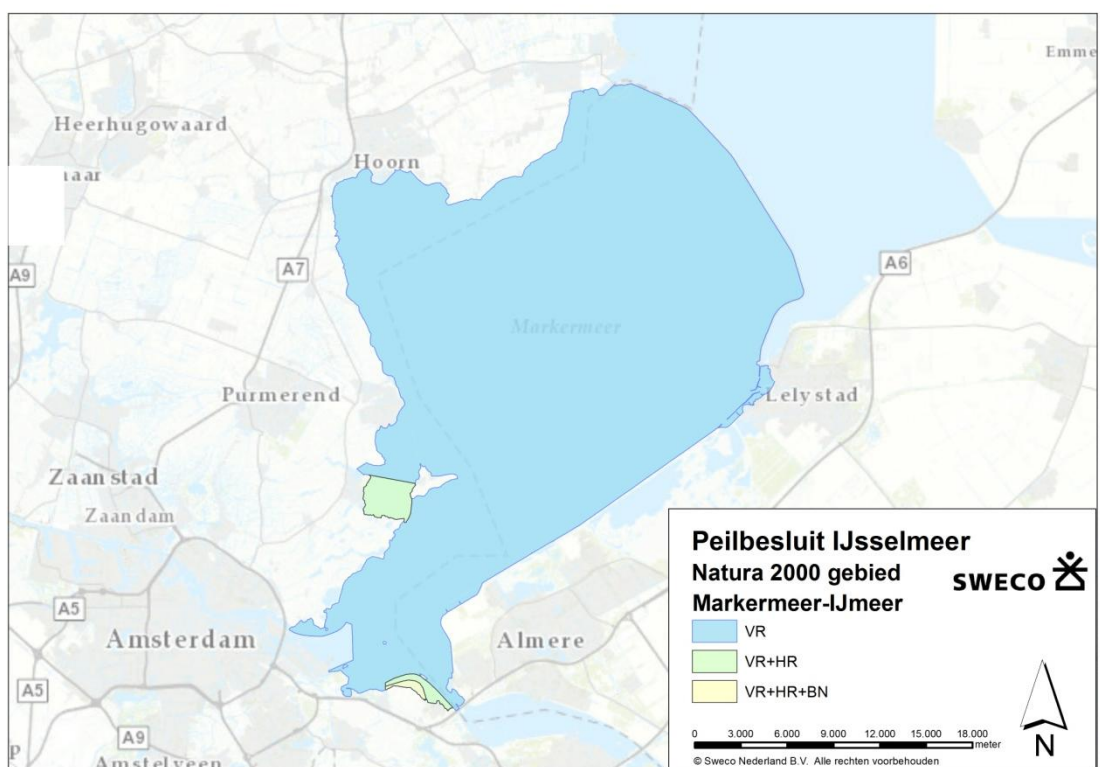 Emme
Heerhugowaard
Hoorn
aar
A9
A7
A6
Markermeer
Purmerend
Lelystad
Zaanstad
Zaandam
A5
Amsterdam
Almere
A5
A9
p
Amstelveen
Peilbesluit IJsselmeer
Natura 2000 gebied
Markermeer-IJmeer
SWECO
VR
VR+HR
VR+HR+BN
0 3.000 6.000 9.000 12.000 15.000 18.000
meter
© Sweco Nederland B.V. Alle rechten voorbehouden
N